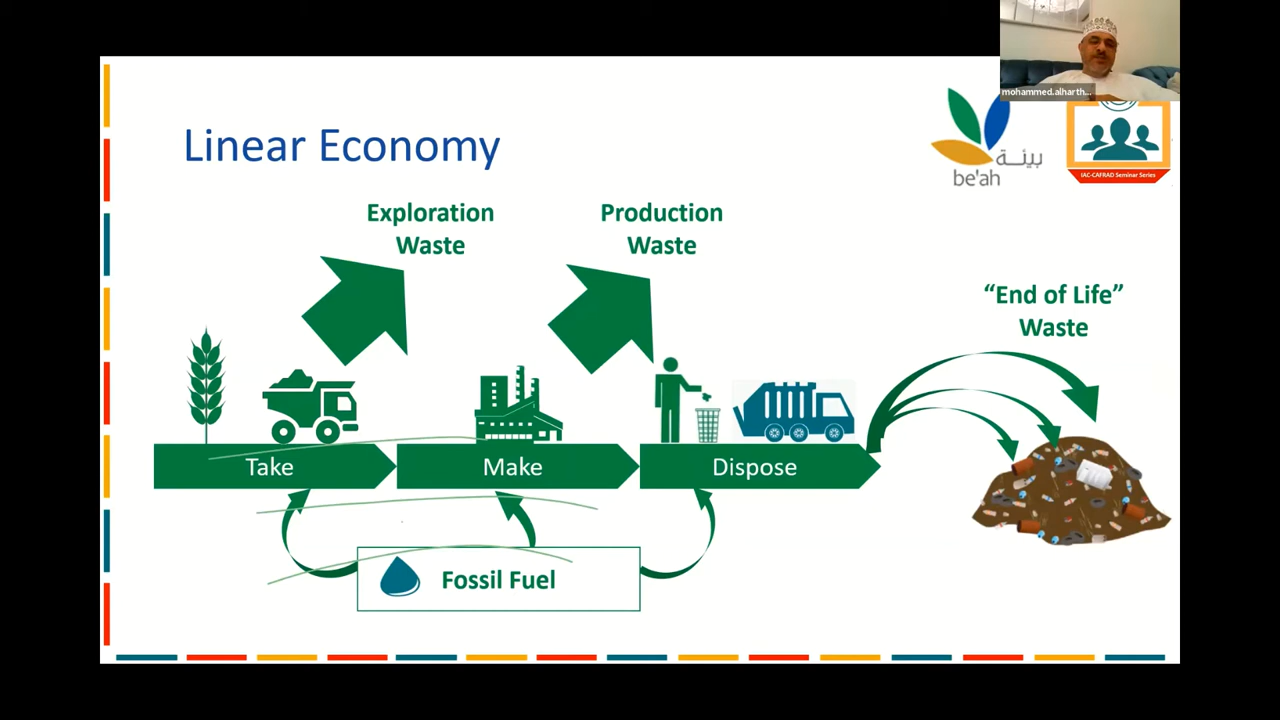 mohammed.alharth...
Linear Economy
بيئة
be'ah
IAC-CAFRAD Seminar Series
Exploration
Waste
Production
Waste
“End of Life”
Waste
Take
Make
Dispose
Fossil Fuel